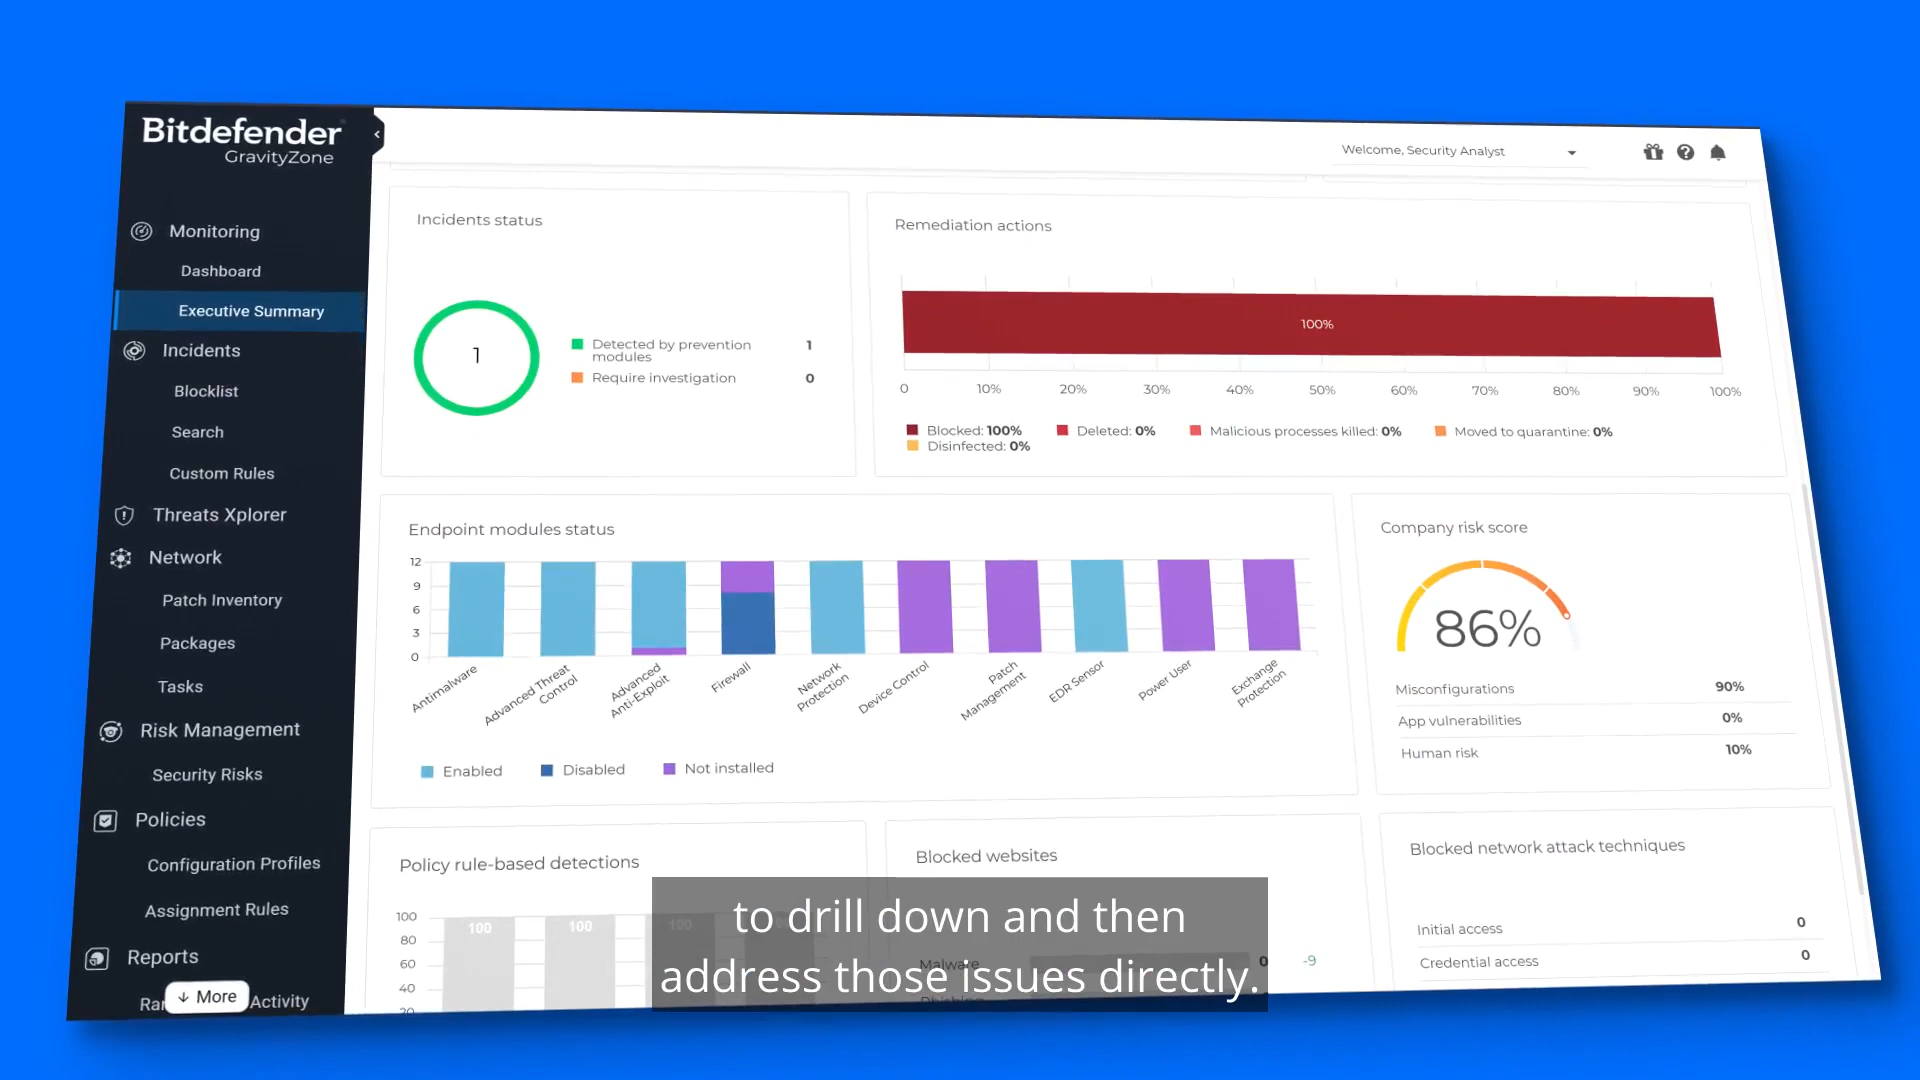 Bitdefender
GravityZone
Welcome, Security Analyst
Monitoring
Dashboard
Executive Summary
Incidents
Blocklist
Search
Custom Rules
Threats Xplorer
Network
Patch Inventory
Packages
Tasks
Risk Management
Security Risks
Policies
Configuration Profiles
Assignment Rules
Reports
More
Activity
Incidents status
1
Detected by prevention modules 1
Require investigation 0
Remediation actions
100%
0 10% 20% 30% 40% 50% 60% 70% 80% 90% 100%
Blocked: 100% Deleted: 0% Malicious processes killed: 0% Moved to quarantine: 0%
Disinfected: 0%
Endpoint modules status
12
9
6
3
0
Antimalware
Advanced Threat Control
Advanced Anti-Exploit
Firewall
Network Protection
Device Control
Patch Management
EDR Sensor
Power User
Exchange Protection
Enabled Disabled Not installed
Company risk score
86%
Misconfigurations 90%
App vulnerabilities 0%
Human risk 10%
Policy rule-based detections
100
80
60
40
20
100 100 100
Blocked websites
Malware 0 -9
Phishing
Blocked network attack techniques
Initial access 0
Credential access 0
to drill down and then
address those issues directly.